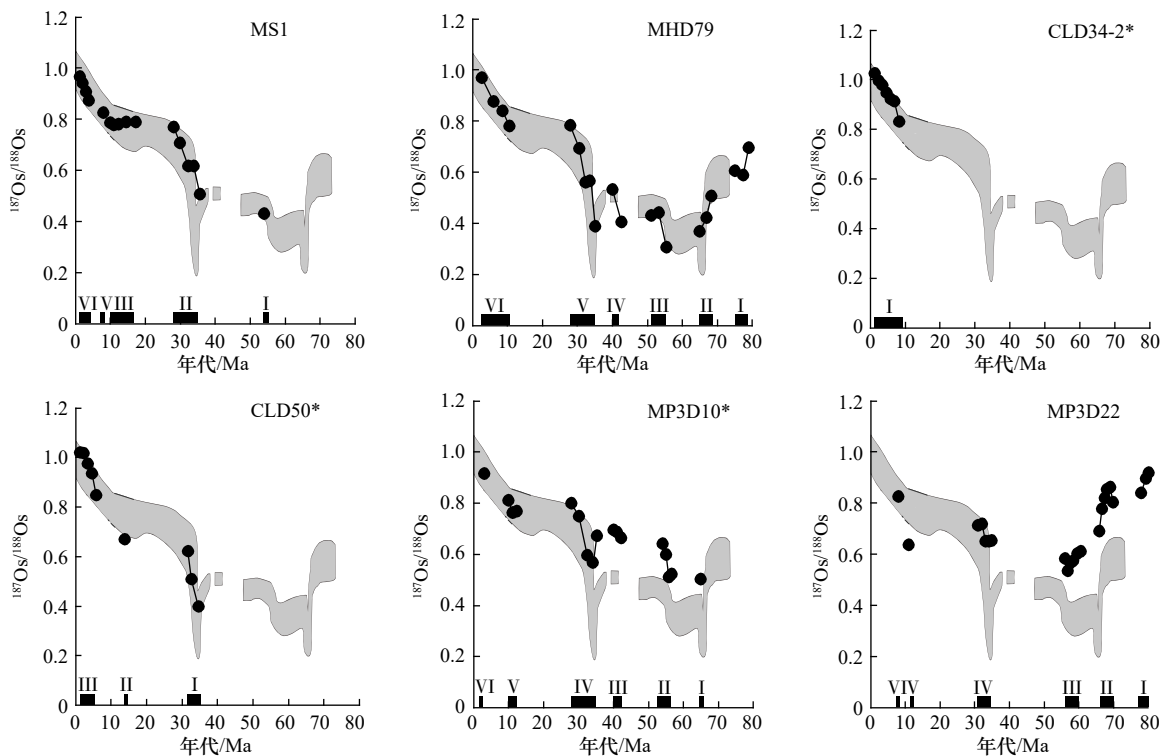 MS1
1.2
1.0
0.8
0.6
0.4
0.2
0
¹⁸⁷Os/¹⁸⁸Os
VI V III II I
0 10 20 30 40 50 60 70 80
年代/Ma
MHD79
1.2
1.0
0.8
0.6
0.4
0.2
0
¹⁸⁷Os/¹⁸⁸Os
VI V IV III II I
0 10 20 30 40 50 60 70 80
年代/Ma
CLD34-2*
1.2
1.0
0.8
0.6
0.4
0.2
0
¹⁸⁷Os/¹⁸⁸Os
I
0 10 20 30 40 50 60 70 80
年代/Ma
CLD50*
1.2
1.0
0.8
0.6
0.4
0.2
0
¹⁸⁷Os/¹⁸⁸Os
III II I
0 10 20 30 40 50 60 70 80
年代/Ma
MP3D10*
1.2
1.0
0.8
0.6
0.4
0.2
0
¹⁸⁷Os/¹⁸⁸Os
VI V IV III II I
0 10 20 30 40 50 60 70 80
年代/Ma
MP3D22
1.2
1.0
0.8
0.6
0.4
0.2
0
¹⁸⁷Os/¹⁸⁸Os
VIIV IV III II I
0 10 20 30 40 50 60 70 80
年代/Ma